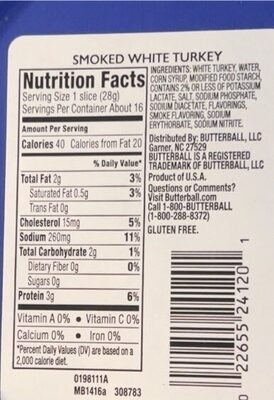 SMOKED WHITE TURKEY
Nutrition Facts
Serving Size 1 slice (28g)
Servings Per Container About 16
Amount Per Serving
Calories 40 Calories from Fat 20
% Daily Value*
Total Fat 2g 3%
Saturated Fat 0.5g 3%
Trans Fat 0g
Cholesterol 15mg 5%
Sodium 260mg 11%
Total Carbohydrate 2g 1%
Dietary Fiber 0g 0%
Sugars 0g
Protein 3g 6%
Vitamin A 0% • Vitamin C 0%
Calcium 0% • Iron 0%
*Percent Daily Values (DV) are based on a
2,000 calorie diet.
0198111A
MB1416a 308783
INGREDIENTS: WHITE TURKEY, WATER,
CORN SYRUP, MODIFIED FOOD STARCH,
CONTAINS 2% OR LESS OF POTASSIUM
LACTATE, SALT, SODIUM PHOSPHATE,
SODIUM DIACETATE, FLAVORINGS,
SMOKE FLAVORING, SODIUM
ERYTHORBATE, SODIUM NITRITE.
Distributed By: BUTTERBALL, LLC
Garner, NC 27529
BUTTERBALL IS A REGISTERED
TRADEMARK OF BUTTERBALL, LLC
Product of U.S.A.
Questions or Comments?
Visit Butterball.com
Call 1-800-BUTTERBALL
(1-800-288-8372)
GLUTEN FREE.
0 22655 24120 1